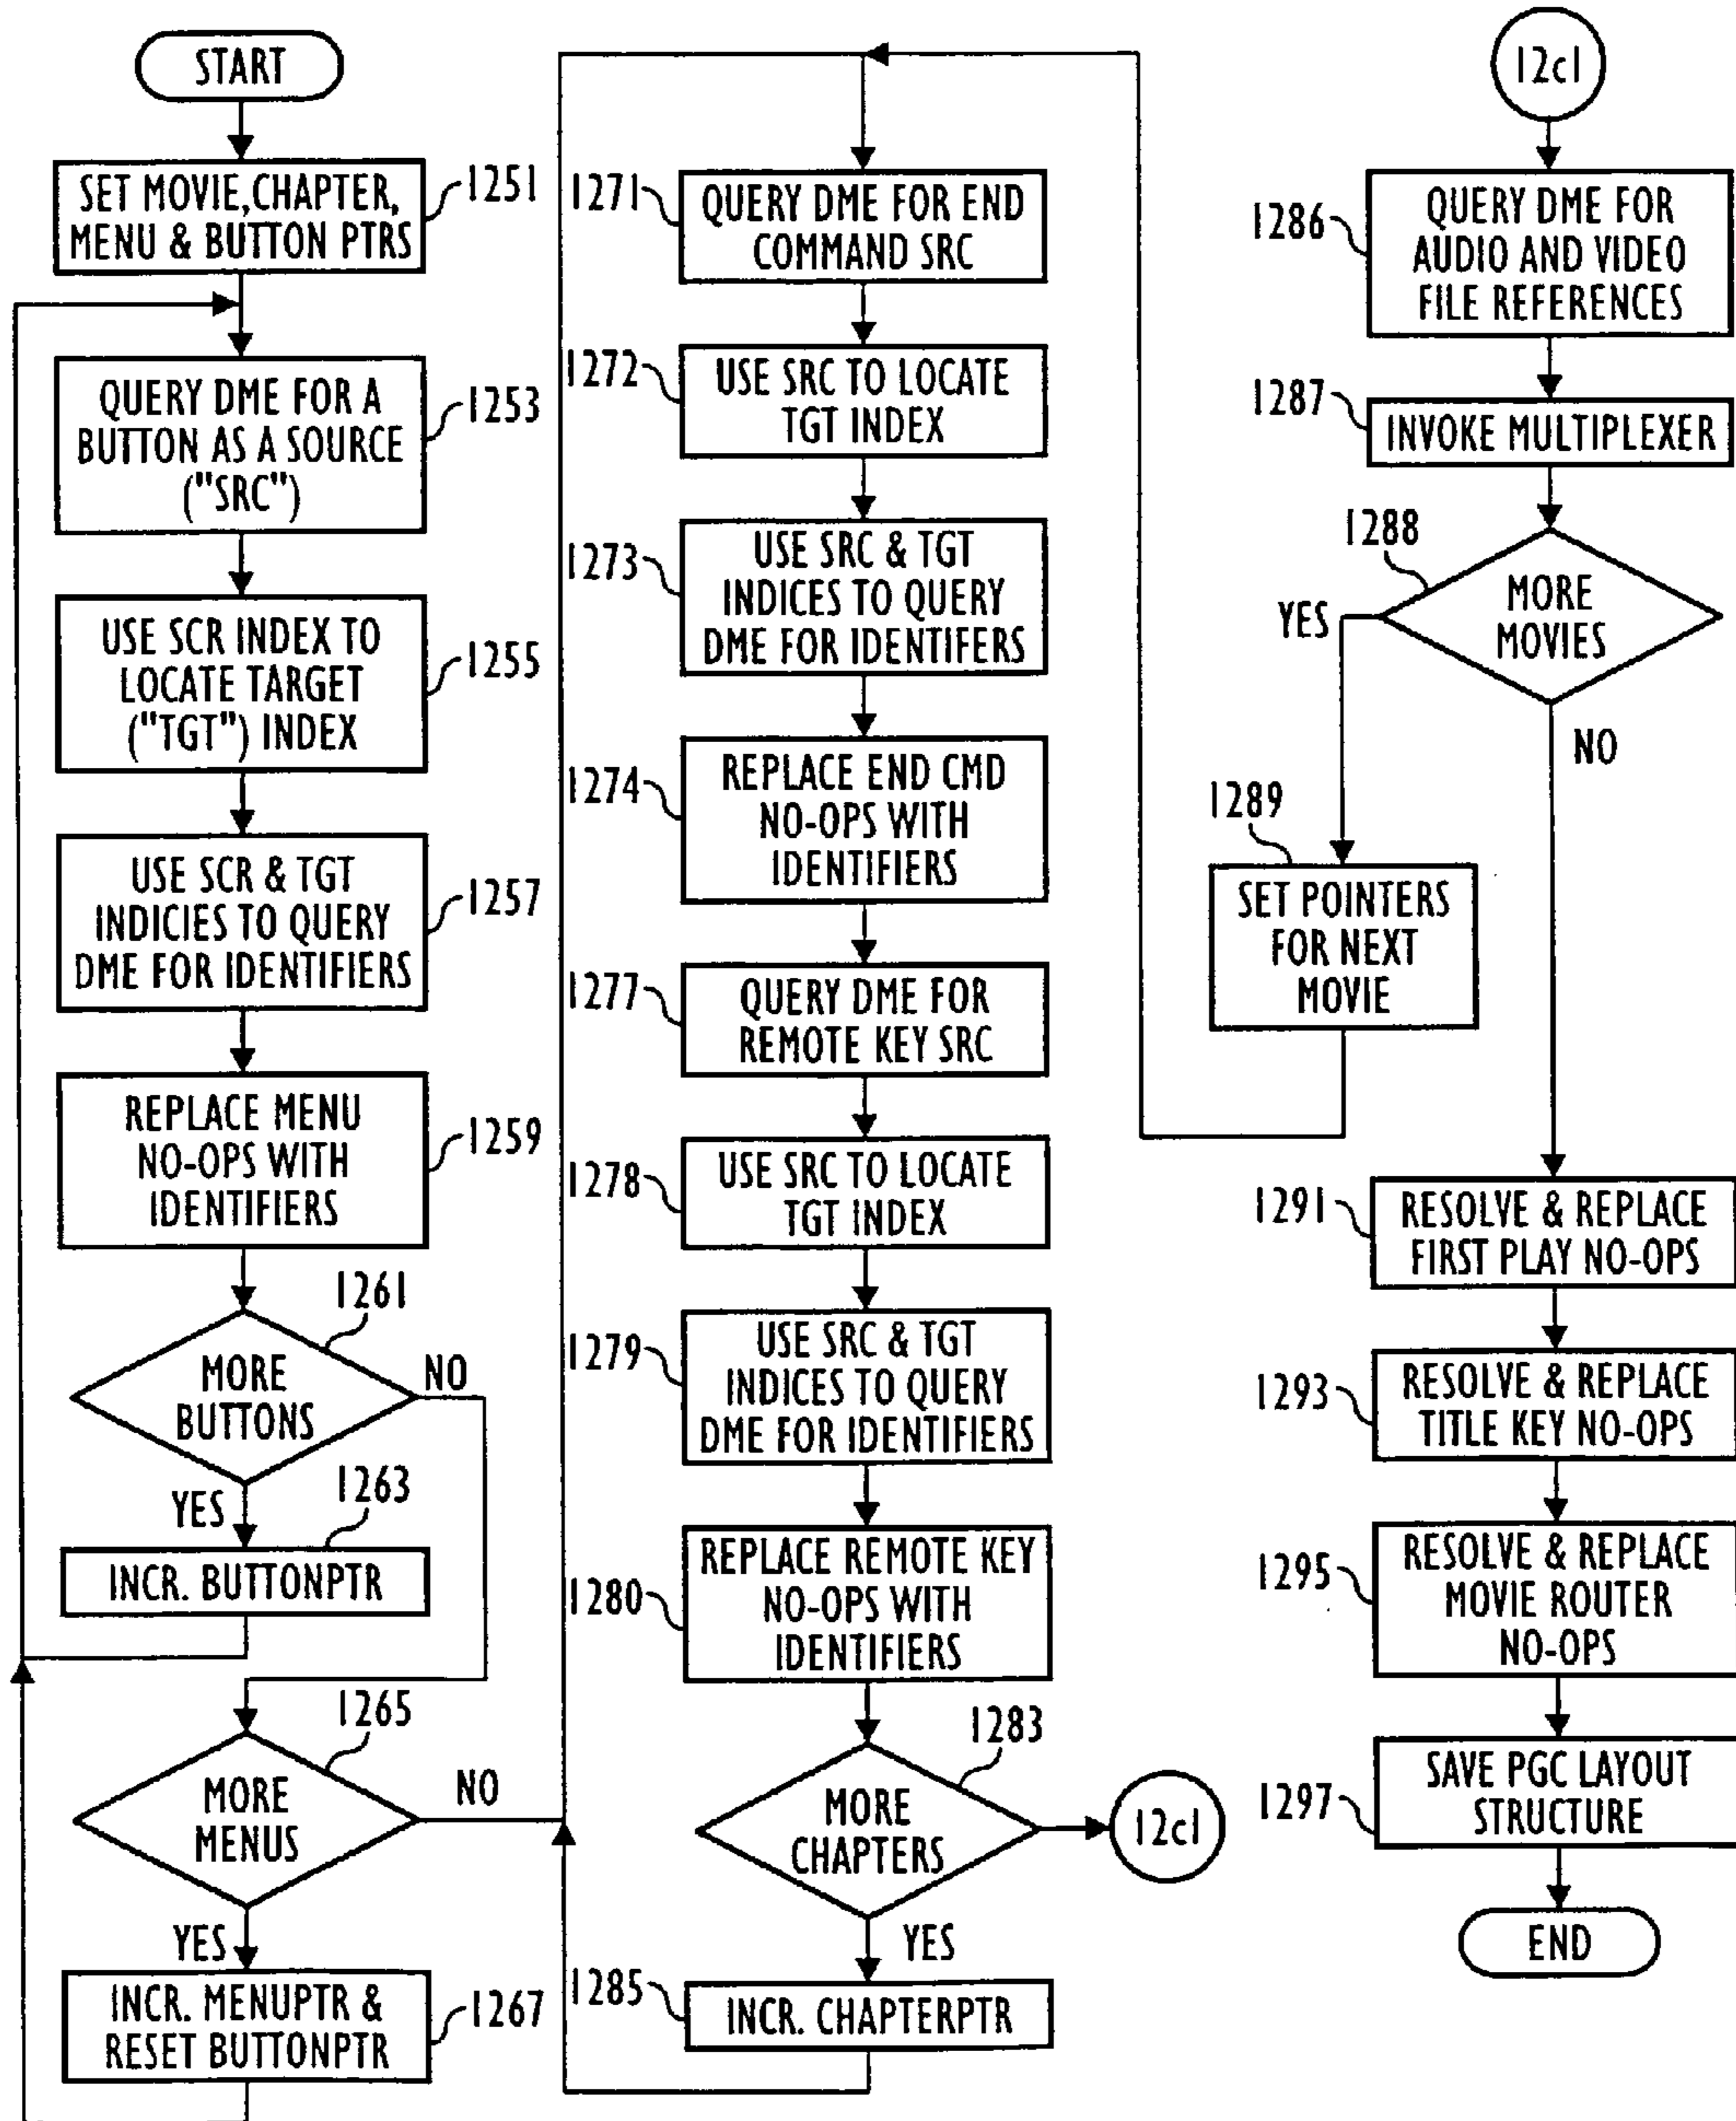 START
SET MOVIE,CHAPTER,
MENU & BUTTON PTRS
1251
QUERY DME FOR A
BUTTON AS A SOURCE
("SRC")
1253
USE SCR INDEX TO
LOCATE TARGET
("TGT") INDEX
1255
USE SCR & TGT
INDICIES TO QUERY
DME FOR IDENTIFIERS
1257
REPLACE MENU
NO-OPS WITH
IDENTIFIERS
1259
1261
MORE
BUTTONS
NO
YES
1263
INCR. BUTTONPTR
1265
MORE
MENUS
NO
YES
INCR. MENUPTR &
RESET BUTTONPTR
1267
1271
QUERY DME FOR END
COMMAND SRC
1272
USE SRC TO LOCATE
TGT INDEX
1273
USE SRC & TGT
INDICES TO QUERY
DME FOR IDENTIFERS
1274
REPLACE END CMD
NO-OPS WITH
IDENTIFIERS
1277
QUERY DME FOR
REMOTE KEY SRC
1278
USE SRC TO LOCATE
TGT INDEX
1279
USE SRC & TGT
INDICES TO QUERY
DME FOR IDENTIFERS
1280
REPLACE REMOTE KEY
NO-OPS WITH
IDENTIFIERS
1283
MORE
CHAPTERS
12c1
YES
1285
INCR. CHAPTERPTR
12c1
1286
QUERY DME FOR
AUDIO AND VIDEO
FILE REFERENCES
1287
INVOKE MULTIPLEXER
1288
MORE
MOVIES
YES
NO
1289
SET POINTERS
FOR NEXT
MOVIE
1291
RESOLVE & REPLACE
FIRST PLAY NO-OPS
1293
RESOLVE & REPLACE
TITLE KEY NO-OPS
1295
RESOLVE & REPLACE
MOVIE ROUTER
NO-OPS
1297
SAVE PGC LAYOUT
STRUCTURE
END